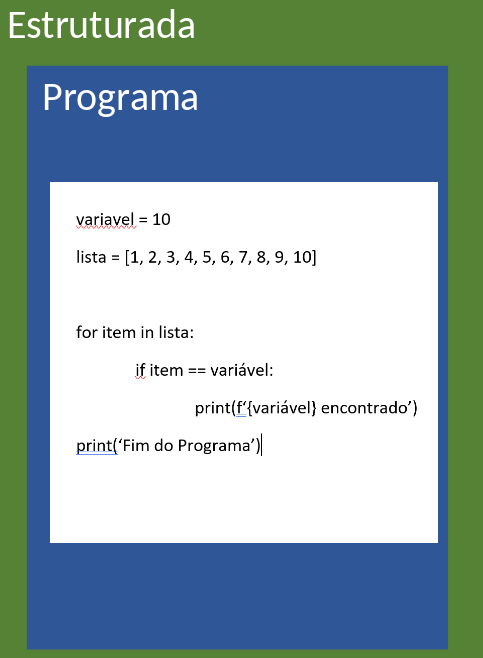 Estruturada
Programa
variavel = 10
lista = [1, 2, 3, 4, 5, 6, 7, 8, 9, 10]
for item in lista:
if item == variável:
print(f‘{variável} encontrado’)
print(‘Fim do Programa’)